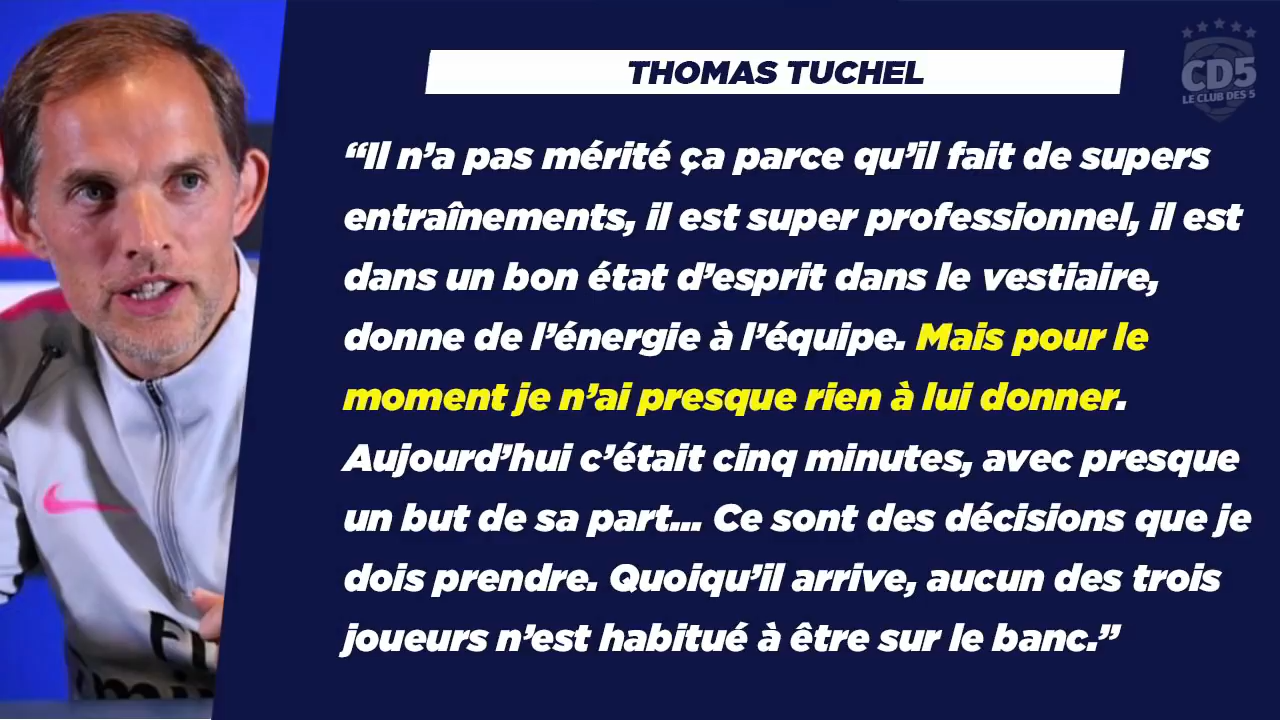 THOMAS TUCHEL
CD5
LE CLUB DES 5
“Il n’a pas mérité ça parce qu’il fait de supers
entraînements, il est super professionnel, il est
dans un bon état d’esprit dans le vestiaire,
donne de l’énergie à l’équipe. Mais pour le
moment je n’ai presque rien à lui donner.
Aujourd’hui c’était cinq minutes, avec presque
un but de sa part... Ce sont des décisions que je
dois prendre. Quoiqu’il arrive, aucun des trois
joueurs n’est habitué à être sur le banc.”